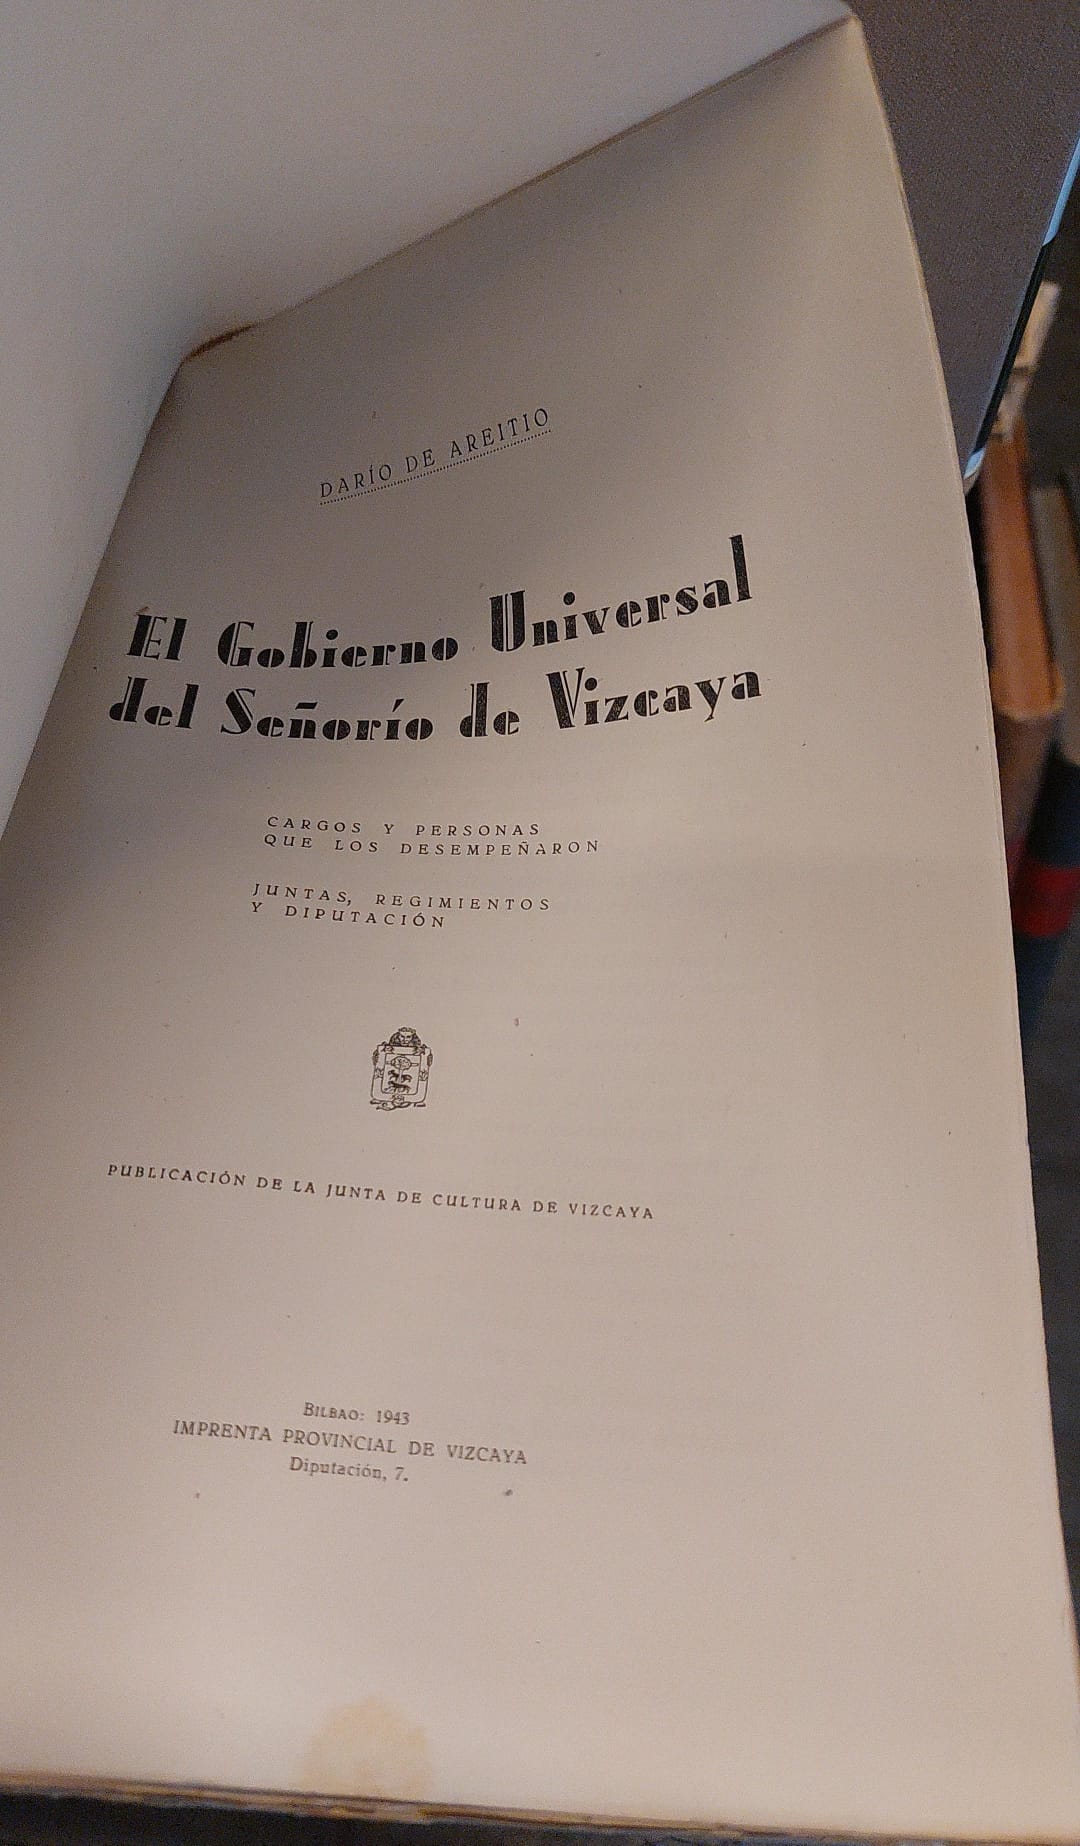 DARÍO DE AREITIO
El Gobierno Universal
del Señorío de Vizcaya
CARGOS Y PERSONAS
QUE LOS DESEMPEÑARON
JUNTAS, REGIMIENTOS
Y DIPUTACIÓN
PUBLICACIÓN DE LA JUNTA DE CULTURA DE VIZCAYA
BILBAO: 1943
IMPRENTA PROVINCIAL DE VIZCAYA
Diputación, 7.